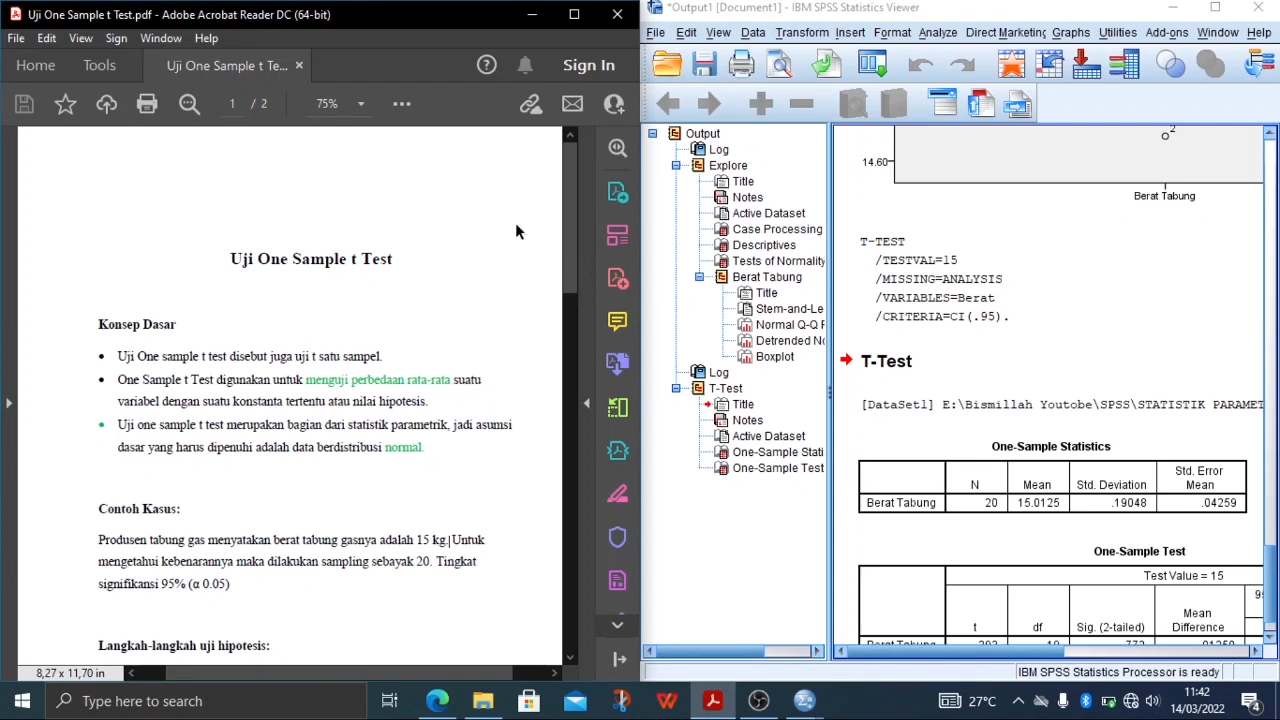 Uji One Sample t Test.pdf - Adobe Acrobat Reader DC (64-bit)
File Edit View Sign Window Help
Home Tools Uji One Sample t Te... × Sign In
/ 2 75%
Uji One Sample t Test
Konsep Dasar
• Uji One sample t test disebut juga uji t satu sampel.
• One Sample t Test digunakan untuk menguji perbedaan rata-rata suatu
variabel dengan suatu konstanta tertentu atau nilai hipotesis.
• Uji one sample t test merupakan bagian dari statistik parametrik, jadi asumsi
dasar yang harus dipenuhi adalah data berdistribusi normal.
Contoh Kasus:
Produsen tabung gas menyatakan berat tabung gasnya adalah 15 kg. Untuk
mengetahui kebenarannya maka dilakukan sampling sebayak 20. Tingkat
signifikansi 95% (α 0.05)
Langkah-langkah uji hipotesis:
8,27 x 11,70 in
*Output1 [Document1] - IBM SPSS Statistics Viewer
File Edit View Data Transform Insert Format Analyze Direct Marketing Graphs Utilities Add-ons Window Help
Output
Log
Explore
Title
Notes
Active Dataset
Case Processing
Descriptives
Tests of Normality
Berat Tabung
Title
Stem-and-Le
Normal Q-Q
Detrended No
Boxplot
Log
T-Test
Title
Notes
Active Dataset
One-Sample Stati
One-Sample Test
2
14.60
Berat Tabung
T-TEST
/TESTVAL=15
/MISSING=ANALYSIS
/VARIABLES=Berat
/CRITERIA=CI(.95).
T-Test
[DataSet1] E:\Bismillah Youtobe\SPSS\STATISTIK PARAMET
One-Sample Statistics
N Mean Std. Deviation Std. Error Mean
Berat Tabung 20 15.0125 .19048 .04259
One-Sample Test
Test Value = 15
t df Sig. (2-tailed) Mean Difference
IBM SPSS Statistics Processor is ready
Type here to search
27°C
11:42
14/03/2022
4